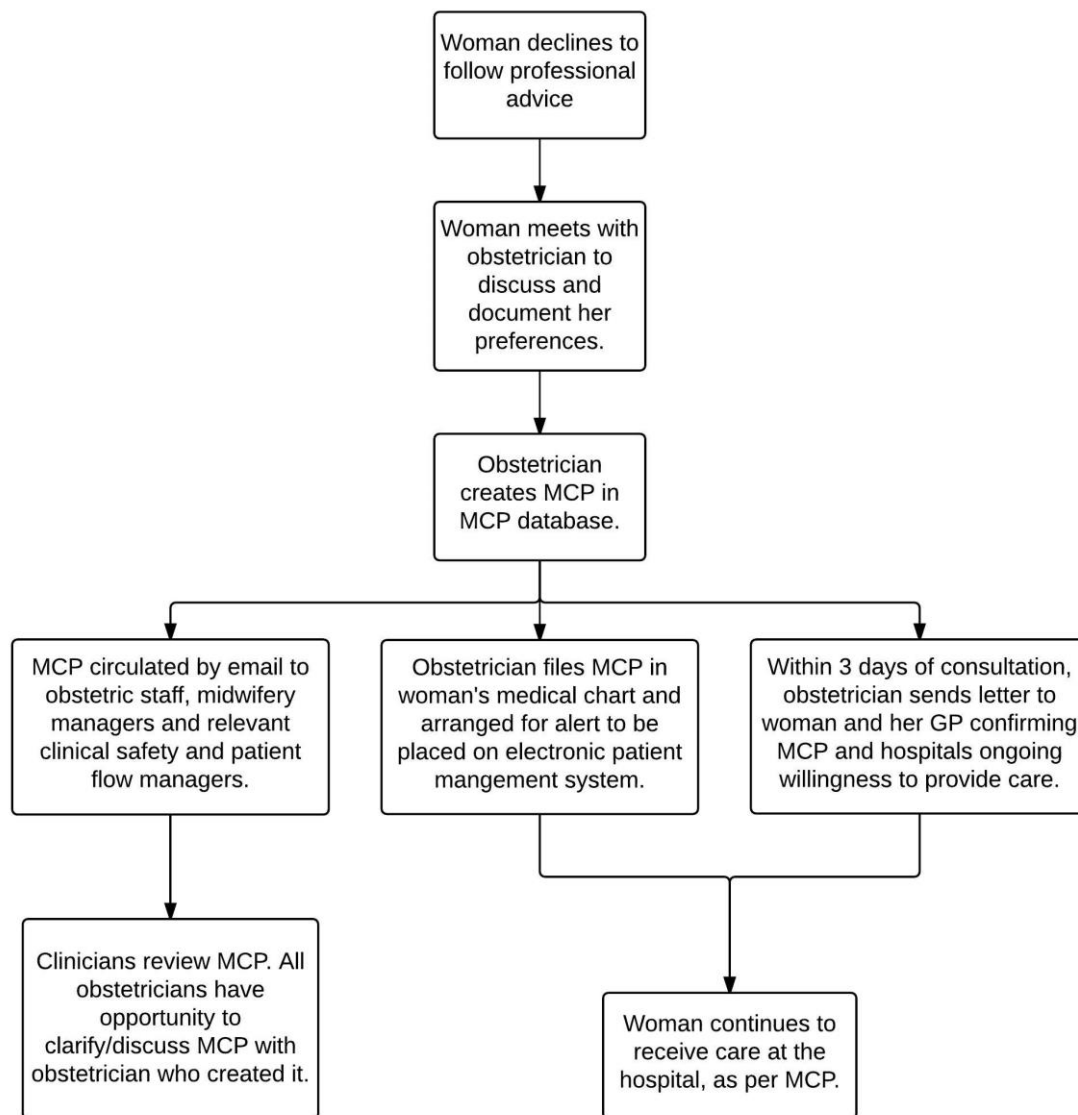 Woman declines to
follow professional
advice
Woman meets with
obstetrician to
discuss and
document her
preferences.
Obstetrician
creates MCP in
MCP database.
MCP circulated by email to
obstetric staff, midwifery
managers and relevant
clinical safety and patient
flow managers.
Obstetrician files MCP in
woman's medical chart and
arranged for alert to be
placed on electronic patient
mangement system.
Within 3 days of consultation,
obstetrician sends letter to
woman and her GP confirming
MCP and hospitals ongoing
willingness to provide care.
Clinicians review MCP. All
obstetricians have
opportunity to
clarify/discuss MCP with
obstetrician who created it.
Woman continues to
receive care at the
hospital, as per MCP.